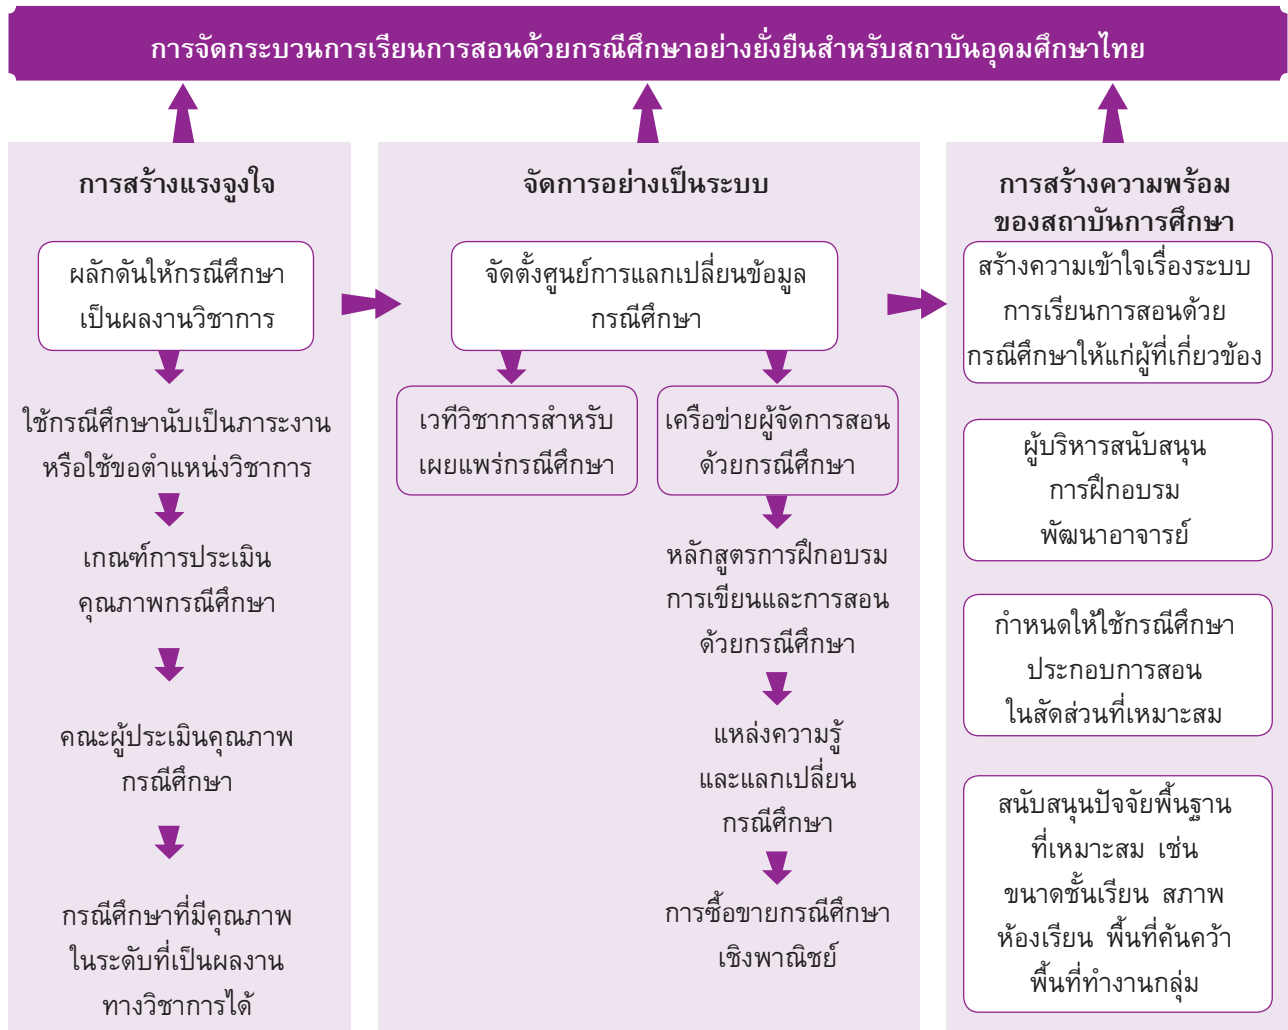 การจัดกระบวนการเรียนการสอนด้วยกรณีศึกษาอย่างยั่งยืนสำหรับสถาบันอุดมศึกษาไทย
การสร้างแรงจูงใจ
ผลักดันให้กรณีศึกษา
เป็นผลงานวิชาการ
ใช้กรณีศึกษานับเป็นภาระงาน
หรือใช้ขอตำแหน่งวิชาการ
เกณฑ์การประเมิน
คุณภาพกรณีศึกษา
คณะผู้ประเมินคุณภาพ
กรณีศึกษา
กรณีศึกษาที่มีคุณภาพ
ในระดับที่เป็นผลงาน
ทางวิชาการได้
จัดการอย่างเป็นระบบ
จัดตั้งศูนย์การแลกเปลี่ยนข้อมูล
กรณีศึกษา
เวทีวิชาการสำหรับ
เผยแพร่กรณีศึกษา
เครือข่ายผู้จัดการสอน
ด้วยกรณีศึกษา
หลักสูตรการฝึกอบรม
การเขียนและการสอน
ด้วยกรณีศึกษา
แหล่งความรู้
และแลกเปลี่ยน
กรณีศึกษา
การซื้อขายกรณีศึกษา
เชิงพาณิชย์
การสร้างความพร้อม
ของสถาบันการศึกษา
สร้างความเข้าใจเรื่องระบบ
การเรียนการสอนด้วย
กรณีศึกษาให้แก่ผู้ที่เกี่ยวข้อง
ผู้บริหารสนับสนุน
การฝึกอบรม
พัฒนาอาจารย์
กำหนดให้ใช้กรณีศึกษา
ประกอบการสอน
ในสัดส่วนที่เหมาะสม
สนับสนุนปัจจัยพื้นฐาน
ที่เหมาะสม เช่น
ขนาดชั้นเรียน สภาพ
ห้องเรียน พื้นที่ค้นคว้า
พื้นที่ทำงานกลุ่ม